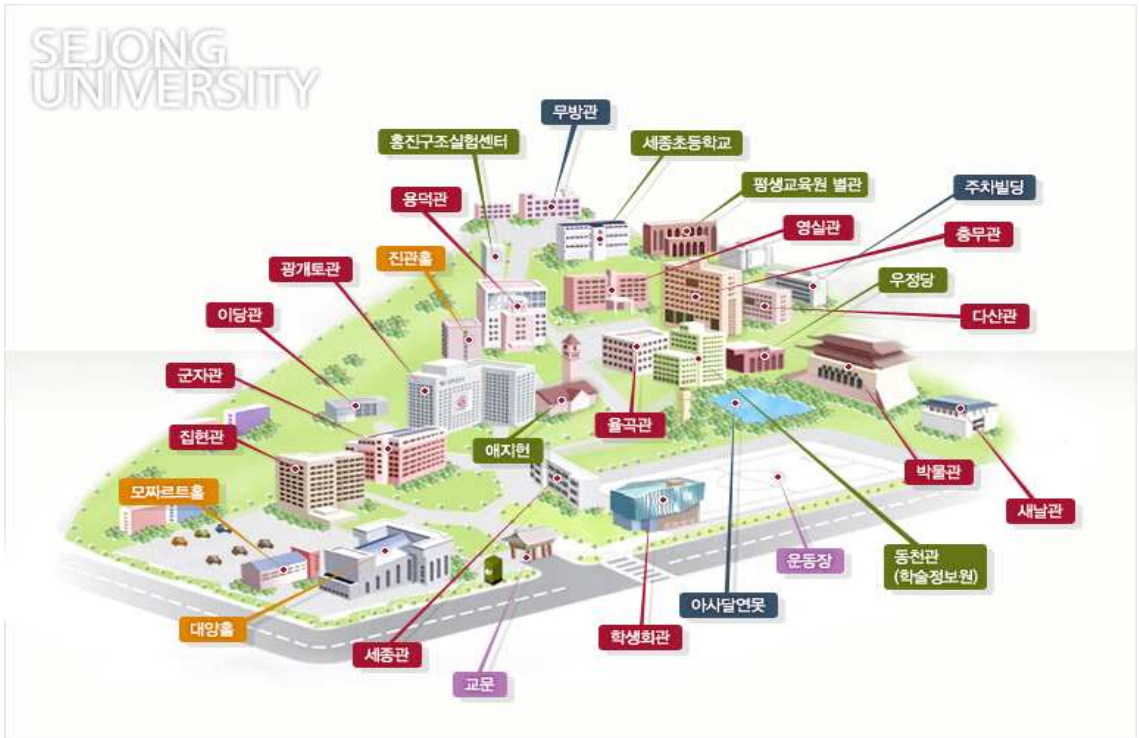 SEJONG
UNIVERSITY
무방관
홍진구조실험센터
세종초등학교
평생교육원 별관
주차빌딩
용덕관
영실관
충무관
진관홀
광개토관
우정당
이당관
다산관
군자관
집현관
율곡관
애지헌
박물관
모짜르트홀
새날관
운동장
동천관
(학술정보원)
아사달연못
대양홀
학생회관
세종관
교문